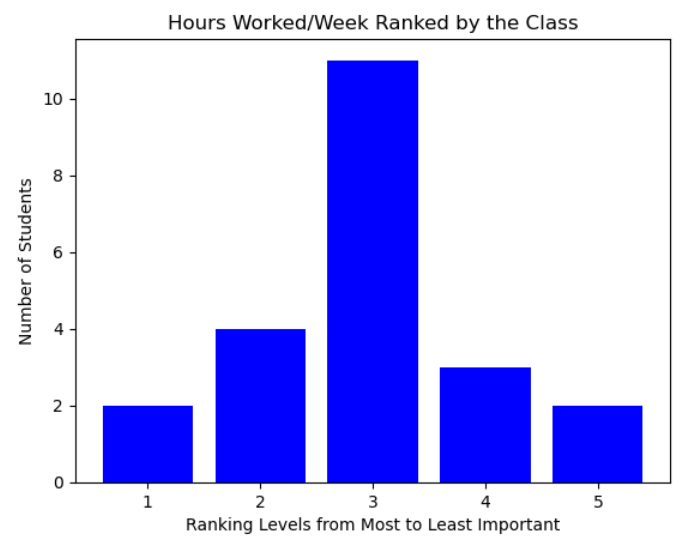 Hours Worked/Week Ranked by the Class
10
8
6
4
2
0
Number of Students
1 2 3 4 5
Ranking Levels from Most to Least Important